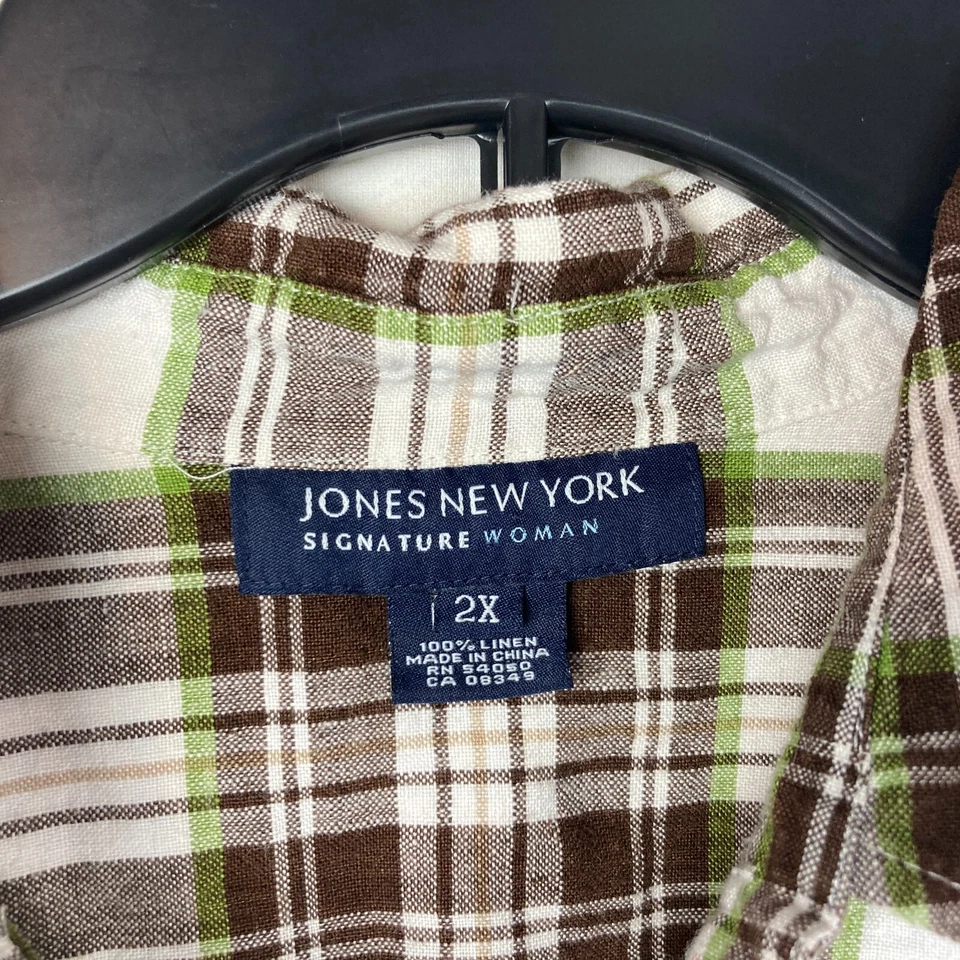 JONES NEW YORK
SIGNATURE WOMAN
2X
100% LINEN
MADE IN CHINA
RN 54050
CA 08349